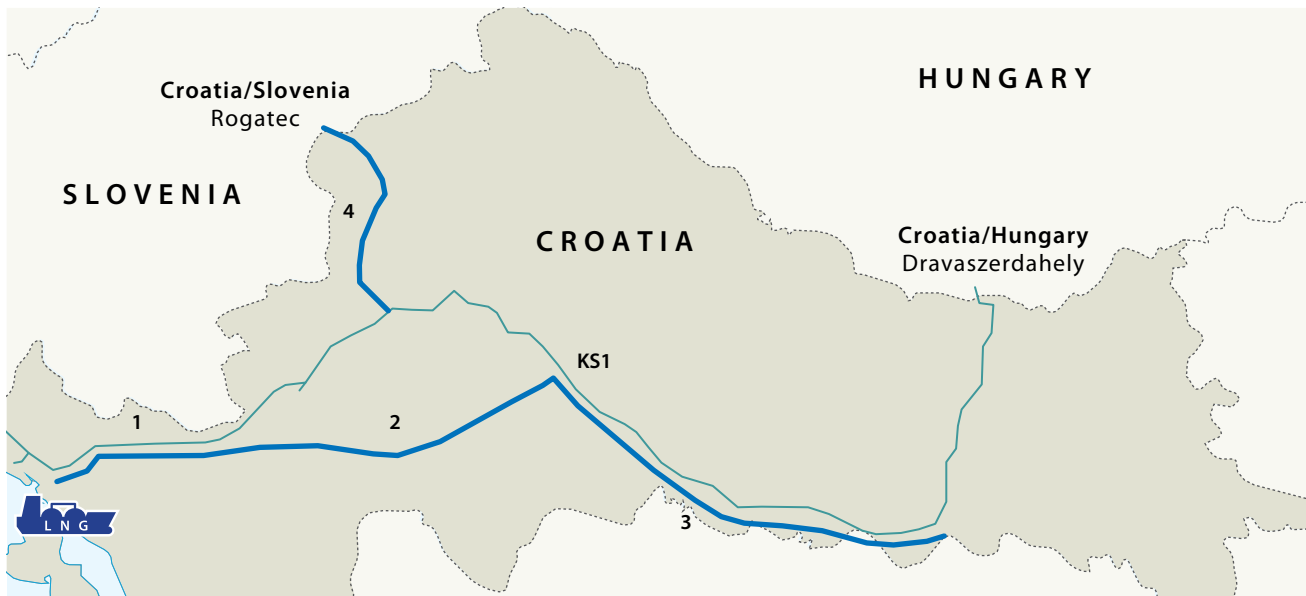 HUNGARY
Croatia/Slovenia
Rogatec
SLOVENIA
4
CROATIA
Croatia/Hungary
Dravaszerdahely
KS1
1
2
3
LNG